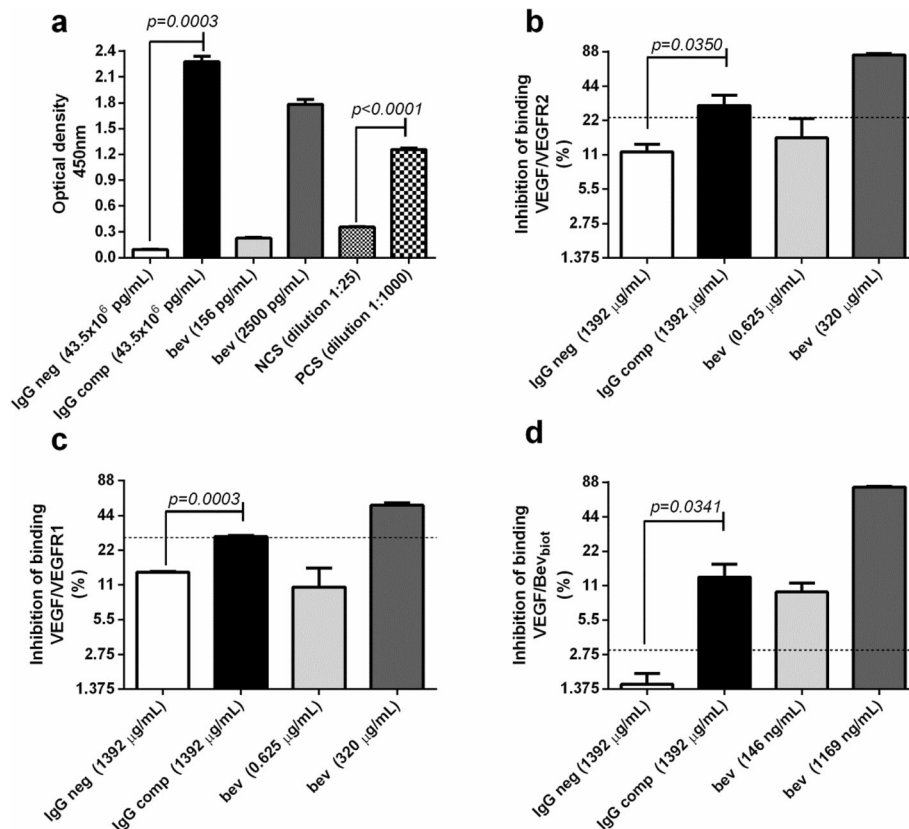 a
p=0.0003
p<0.0001
Optical density
450nm
2.4
2.1
1.8
1.5
1.2
0.9
0.6
0.3
0.0
IgG neg (43.5x10⁶ pg/mL)
IgG comp (43.5x10⁶ pg/mL)
bev (156 pg/mL)
bev (2500 pg/mL)
NCS (dilution 1:25)
PCS (dilution 1:1000)
b
p=0.0350
Inhibition of binding
VEGF/VEGFR2
(%)
88
44
22
11
5.5
2.75
1.375
IgG neg (1392 µg/mL)
IgG comp (1392 µg/mL)
bev (0.625 µg/mL)
bev (320 µg/mL)
c
p=0.0003
Inhibition of binding
VEGF/VEGFR1
(%)
88
44
22
11
5.5
2.75
1.375
IgG neg (1392 µg/mL)
IgG comp (1392 µg/mL)
bev (0.625 µg/mL)
bev (320 µg/mL)
d
p=0.0341
Inhibition of binding
VEGF/Bev_biot
(%)
88
44
22
11
5.5
2.75
1.375
IgG neg (1392 µg/mL)
IgG comp (1392 µg/mL)
bev (146 ng/mL)
bev (1169 ng/mL)